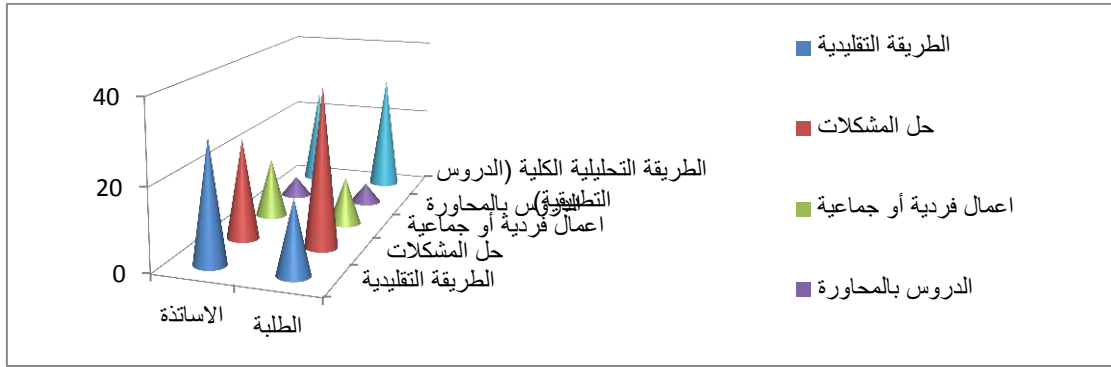 40
20
0
الاساتذة
الطلبة
الطريقة التحليلية الكلية (الدروس
التطبيقية)
الدروس بالمحاورة
اعمال فردية أو جماعية
حل المشكلات
الطريقة التقليدية
الطريقة التقليدية
حل المشكلات
اعمال فردية أو جماعية
الدروس بالمحاورة